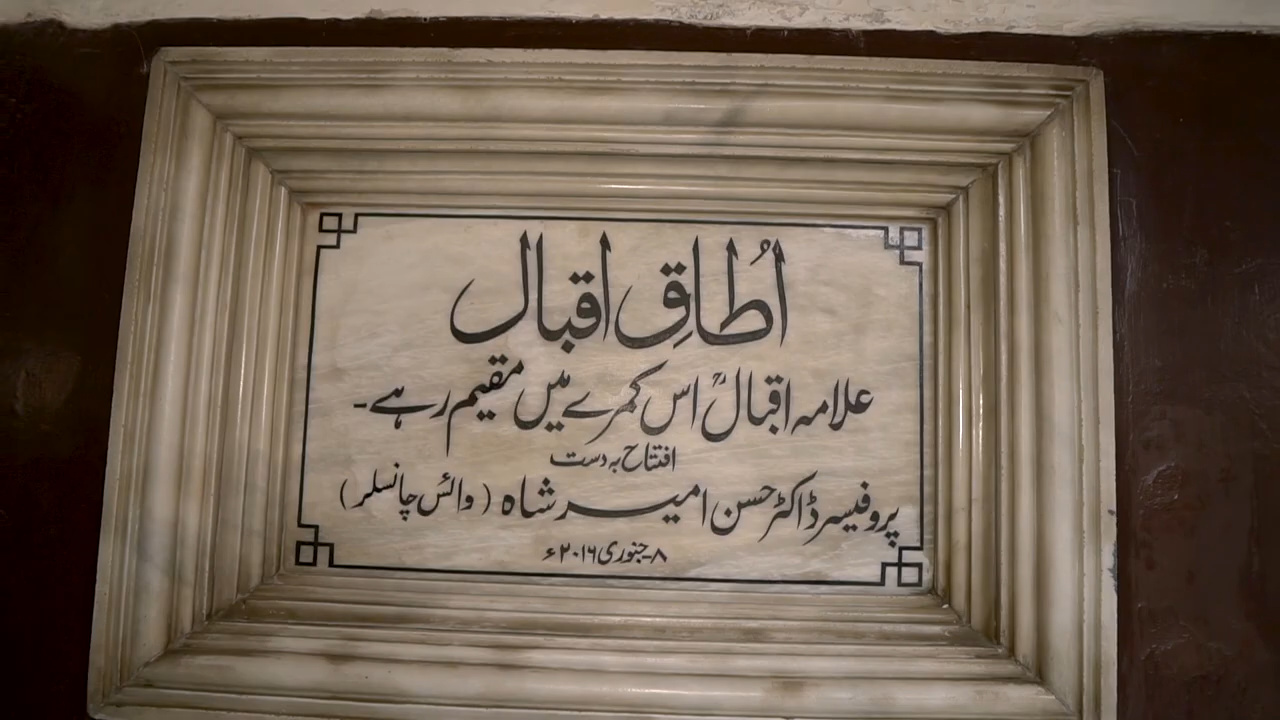 اُطاقِ اقبال
علامہ اقبالؒ اس کمرے میں مقیم رہے۔
افتتاح بہ دست
پروفیسر ڈاکٹر حسن امیر شاہ (وائس چانسلر)
۸-جنوری ۲۰۱۶ء